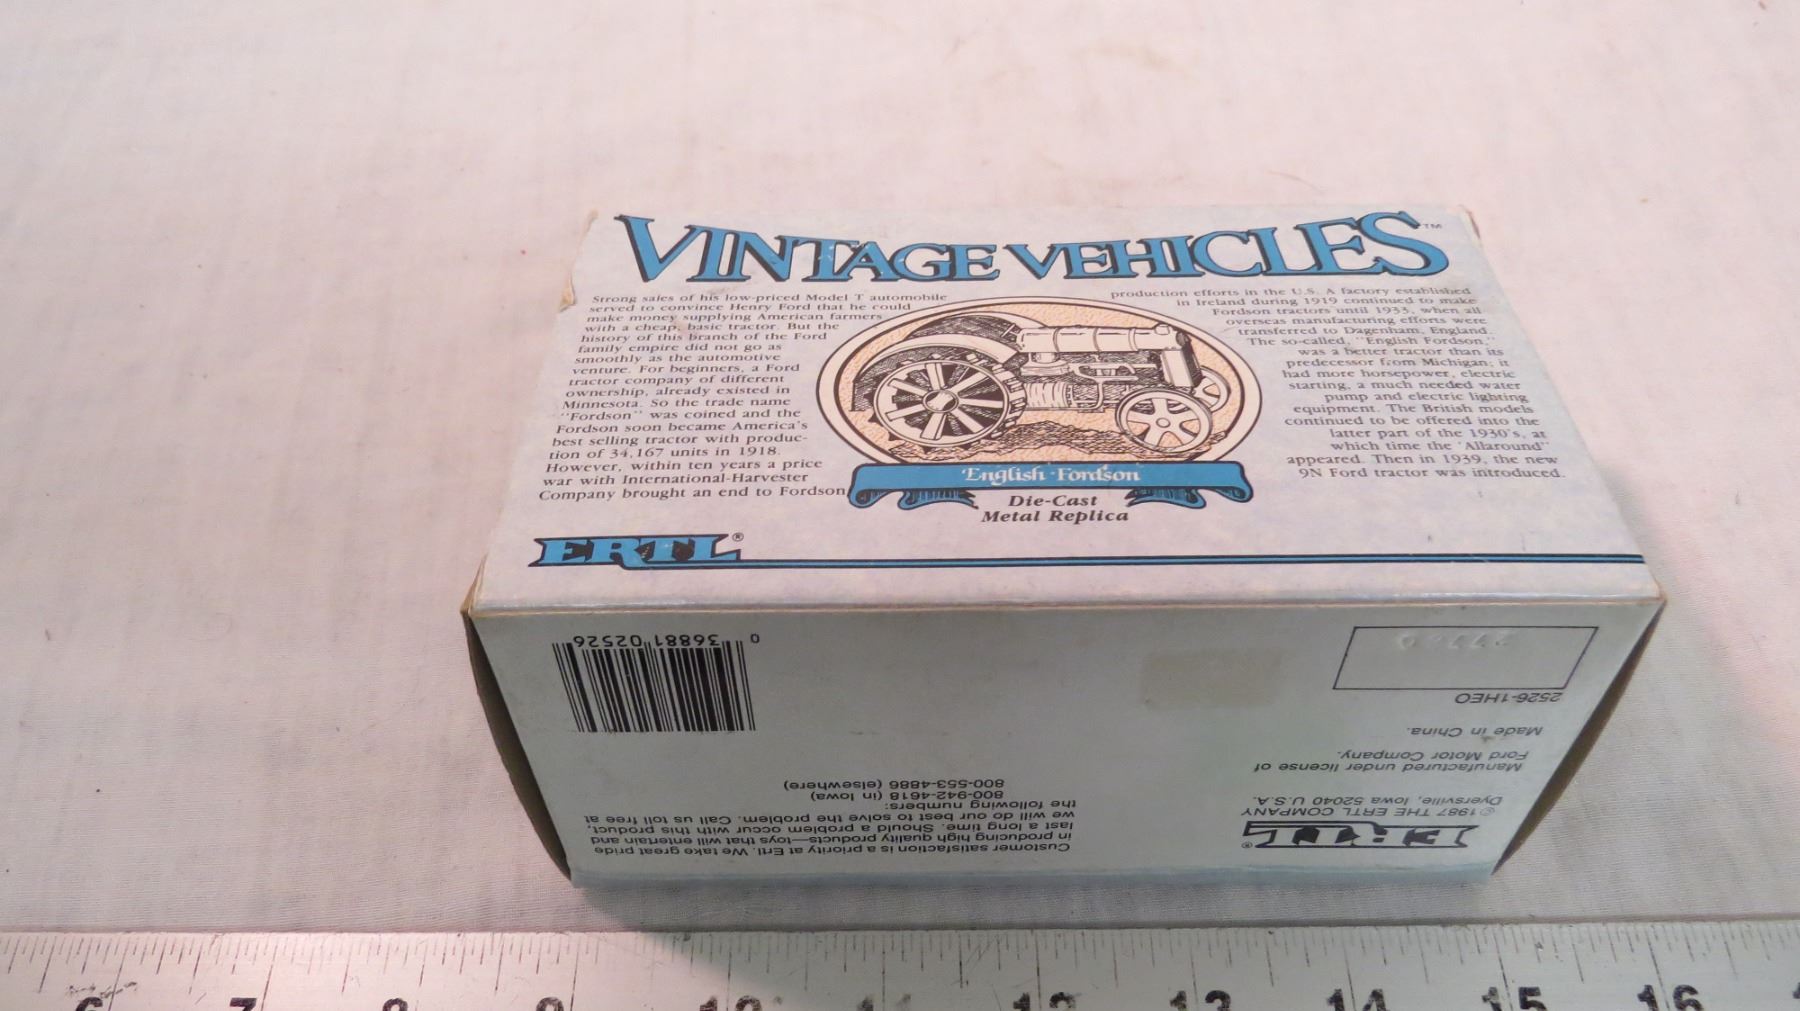 VINTAGE VEHICLES™
Strong sales of his low-priced Model T automobile
served to convince Henry Ford that he could
make money supplying American farmers
with a cheap, basic tractor. But the
history of this branch of the Ford
family empire did not go as
smoothly as the automotive
venture. For beginners, a Ford
tractor company of different
ownership, already existed in
Minnesota. So the trade name
"Fordson" was coined and the
Fordson soon became America's
best selling tractor with produc-
tion of 34,167 units in 1918.
However, within ten years a price
war with International-Harvester
Company brought an end to Fordson
production efforts in the U.S. A factory established
in Ireland during 1919 continued to make
Fordson tractors until 1933, when all
overseas manufacturing efforts were
transferred to Dagenham, England.
The so-called, "English Fordson,"
was a better tractor than its
predecessor from Michigan; it
had more horsepower, electric
starting, a much needed water
pump and electric lighting
equipment. The British models
continued to be offered into the
latter part of the 1930's, at
which time the 'Allaround"
appeared. Then in 1939, the new
9N Ford tractor was introduced.
English Fordson
Die-Cast
Metal Replica
ERTL®
ERTL®
©1987 THE ERTL COMPANY
Dyersville, Iowa 52040 U.S.A.
Manufactured under license of
Ford Motor Company.
Made in China.
2526-1HEO
Customer satisfaction is a priority at Ertl. We take great pride
in producing high quality products—toys that will entertain and
last a long time. Should a problem occur with this product,
we will do our best to solve the problem. Call us toll free at
the following numbers:
800-942-4618 (in Iowa)
800-553-4886 (elsewhere)
0 36881 02526
6 7 8 9 10 11 12 13 14 15 16